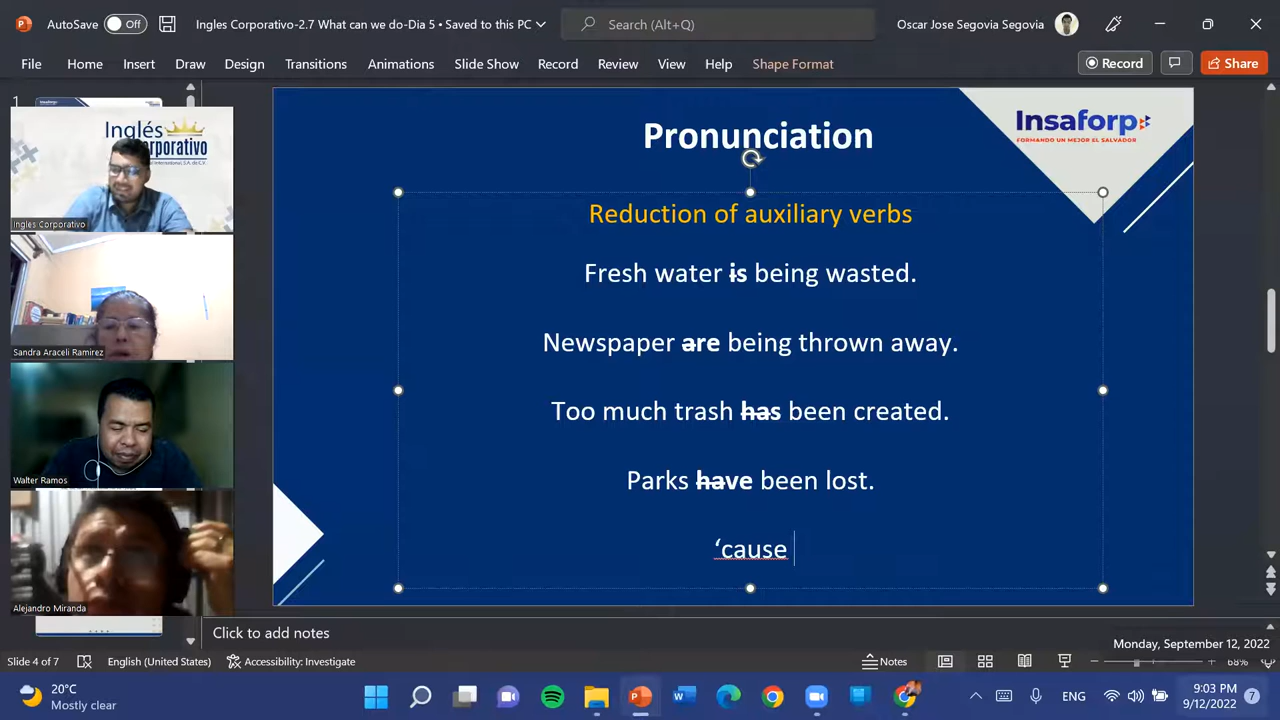 AutoSave Off
Ingles Corporativo-2.7 What can we do-Dia 5 • Saved to this PC
Search (Alt+Q)
Oscar Jose Segovia Segovia
File Home Insert Draw Design Transitions Animations Slide Show Record Review View Help Shape Format
Record
Share
1
Inglés
Corporativo
Ingles Corporativo
Sandra Araceli Ramirez
Walter Ramos
Alejandro Miranda
Pronunciation
Insaforp
FORMANDO UN MEJOR EL SALVADOR
Reduction of auxiliary verbs
Fresh water is being wasted.
Newspaper are being thrown away.
Too much trash has been created.
Parks have been lost.
‘cause
Click to add notes
Monday, September 12, 2022
Slide 4 of 7 English (United States) Accessibility: Investigate Notes 68%
20°C
Mostly clear
ENG
9:03 PM
9/12/2022
7